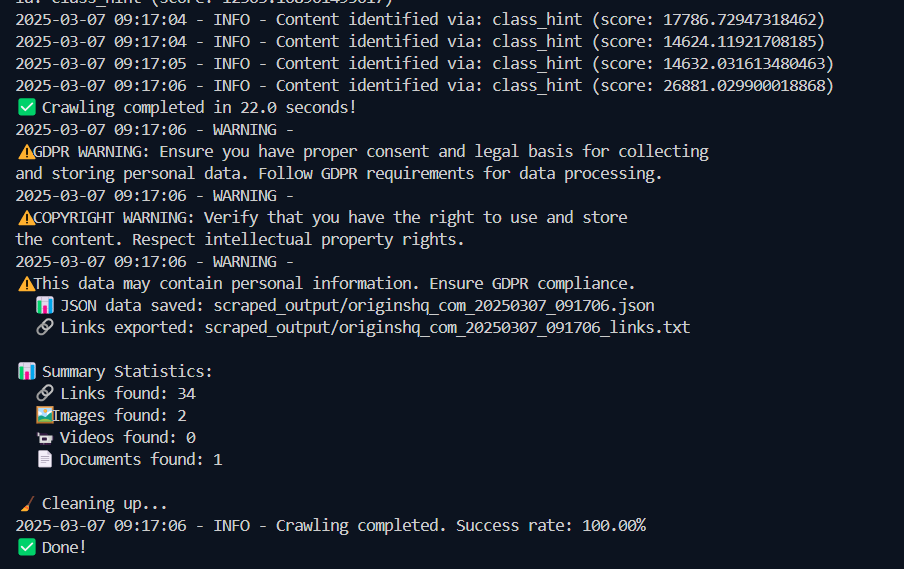 2025-03-07 09:17:04 - INFO - Content identified via: class_hint (score: 17786.72947318462)
2025-03-07 09:17:04 - INFO - Content identified via: class_hint (score: 14624.11921708185)
2025-03-07 09:17:05 - INFO - Content identified via: class_hint (score: 14632.031613480463)
2025-03-07 09:17:06 - INFO - Content identified via: class_hint (score: 26881.029900018868)
✅ Crawling completed in 22.0 seconds!
2025-03-07 09:17:06 - WARNING -
⚠️GDPR WARNING: Ensure you have proper consent and legal basis for collecting
and storing personal data. Follow GDPR requirements for data processing.
2025-03-07 09:17:06 - WARNING -
⚠️COPYRIGHT WARNING: Verify that you have the right to use and store
the content. Respect intellectual property rights.
2025-03-07 09:17:06 - WARNING -
⚠️This data may contain personal information. Ensure GDPR compliance.
📊 JSON data saved: scraped_output/originshq_com_20250307_091706.json
🔗 Links exported: scraped_output/originshq_com_20250307_091706_links.txt
📊 Summary Statistics:
🔗 Links found: 34
🖼️Images found: 2
📹 Videos found: 0
📄 Documents found: 1
🧹 Cleaning up...
2025-03-07 09:17:06 - INFO - Crawling completed. Success rate: 100.00%
✅ Done!